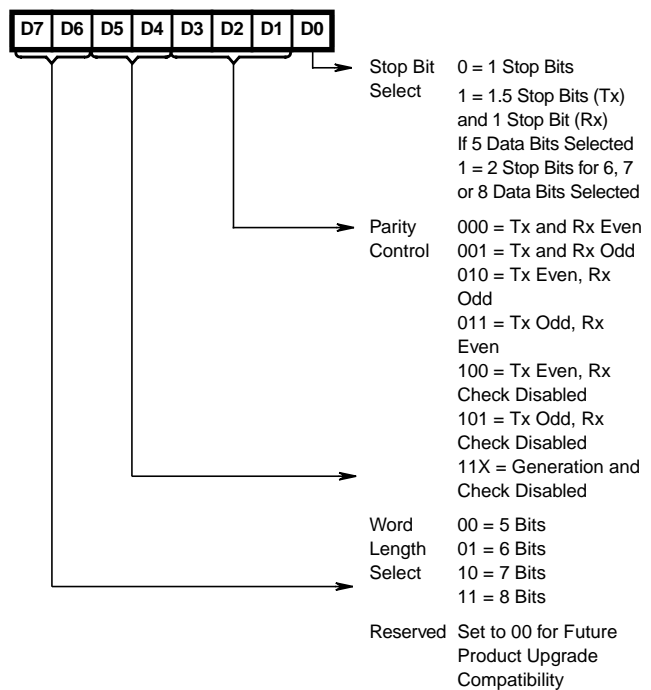 D7 D6 D5 D4 D3 D2 D1 D0
Stop Bit 0 = 1 Stop Bits
Select 1 = 1.5 Stop Bits (Tx)
and 1 Stop Bit (Rx)
If 5 Data Bits Selected
1 = 2 Stop Bits for 6, 7
or 8 Data Bits Selected
Parity 000 = Tx and Rx Even
Control 001 = Tx and Rx Odd
010 = Tx Even, Rx
Odd
011 = Tx Odd, Rx
Even
100 = Tx Even, Rx
Check Disabled
101 = Tx Odd, Rx
Check Disabled
11X = Generation and
Check Disabled
Word 00 = 5 Bits
Length 01 = 6 Bits
Select 10 = 7 Bits
11 = 8 Bits
Reserved Set to 00 for Future
Product Upgrade
Compatibility